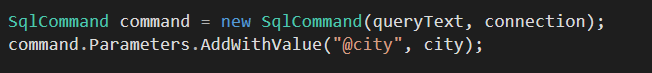 SqlCommand command = new SqlCommand(queryText, connection);
command.Parameters.AddWithValue("@city", city);